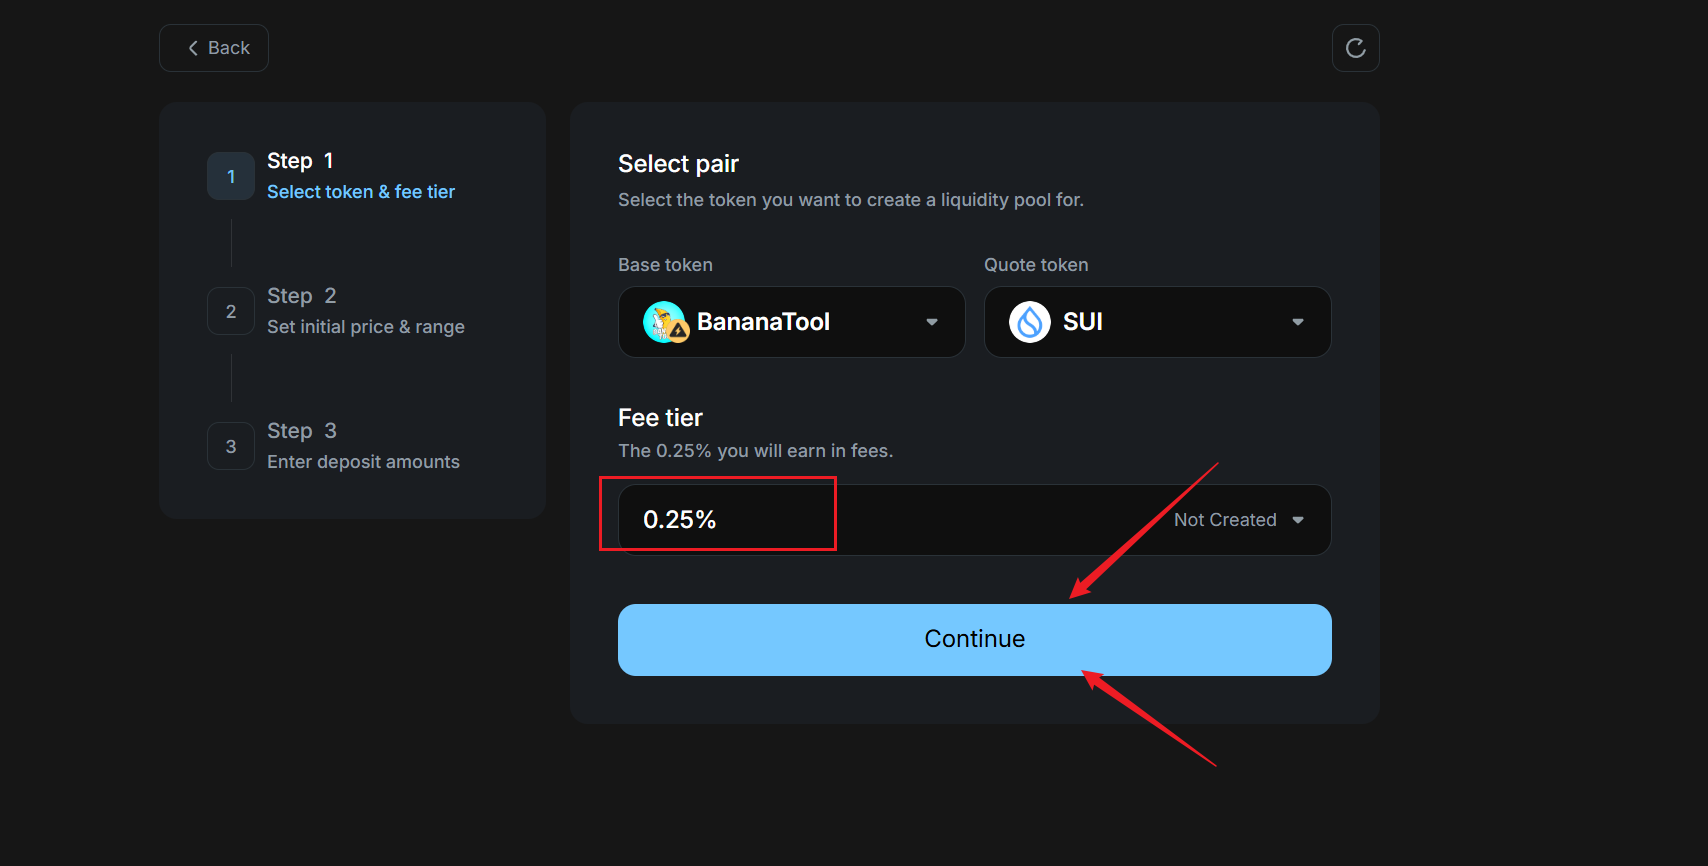 Back
1
Step 1
Select token & fee tier
2
Step 2
Set initial price & range
3
Step 3
Enter deposit amounts
Select pair
Select the token you want to create a liquidity pool for.
Base token
Quote token
BananaTool
SUI
Fee tier
The 0.25% you will earn in fees.
0.25%
Not Created
Continue